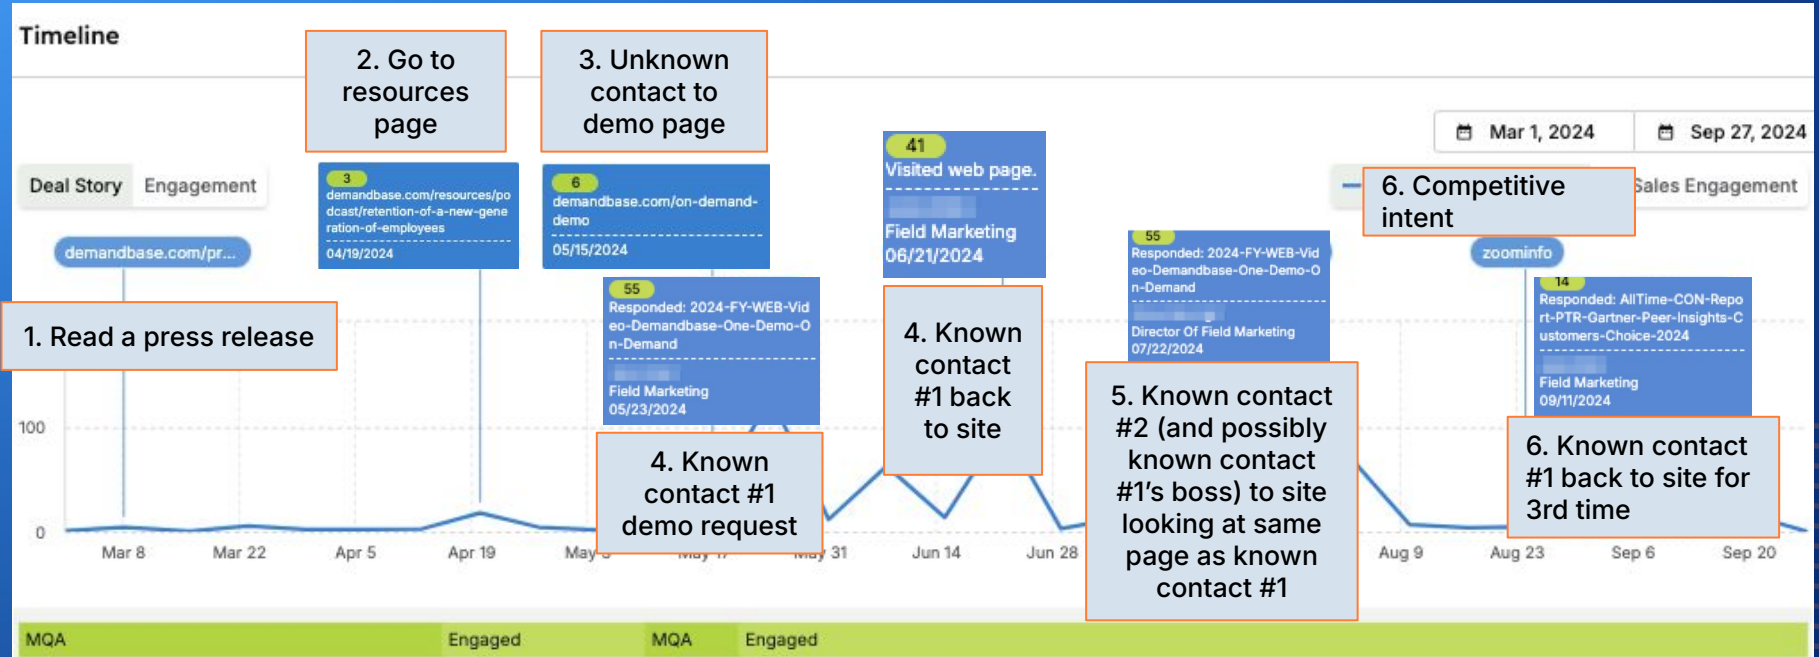 Timeline
2. Go to
resources
page
3. Unknown
contact to
demo page
Mar 1, 2024
Sep 27, 2024
Deal Story
Engagement
3
demandbase.com/resources/po
dcast/retention-of-a-new-gene
ration-of-employees
04/19/2024
6
demandbase.com/on-demand-
demo
05/15/2024
41
Visited web page.
Field Marketing
06/21/2024
6. Competitive
intent
Sales Engagement
demandbase.com/pr...
zoominfo
55
Responded: 2024-FY-WEB-Vid
eo-Demandbase-One-Demo-O
n-Demand
Director Of Field Marketing
07/22/2024
1. Read a press release
55
Responded: 2024-FY-WEB-Vid
eo-Demandbase-One-Demo-O
n-Demand
Field Marketing
05/23/2024
4. Known
contact
#1 back
to site
14
Responded: AllTime-CON-Repo
rt-PTR-Gartner-Peer-Insights-C
ustomers-Choice-2024
Field Marketing
09/11/2024
4. Known
contact #1
demo request
5. Known contact
#2 (and possibly
known contact
#1's boss) to site
looking at same
page as known
contact #1
6. Known contact
#1 back to site for
3rd time
100
0
Mar 8
Mar 22
Apr 5
Apr 19
May
May 17
May 31
Jun 14
Jun 28
Aug 9
Aug 23
Sep 6
Sep 20
MQA
Engaged
MQA
Engaged